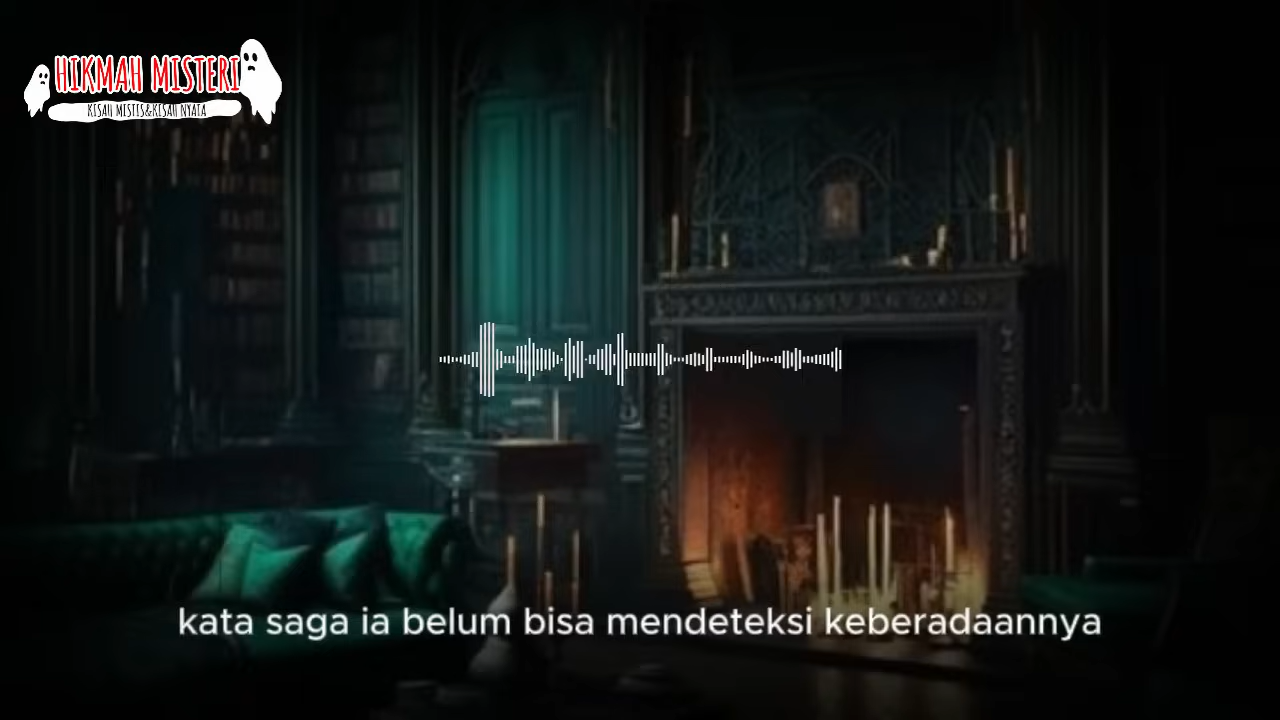 HIKMAH MISTERI
KISAH MISTIS&KISAH NYATA
kata saga ia belum bisa mendeteksi keberadaannya